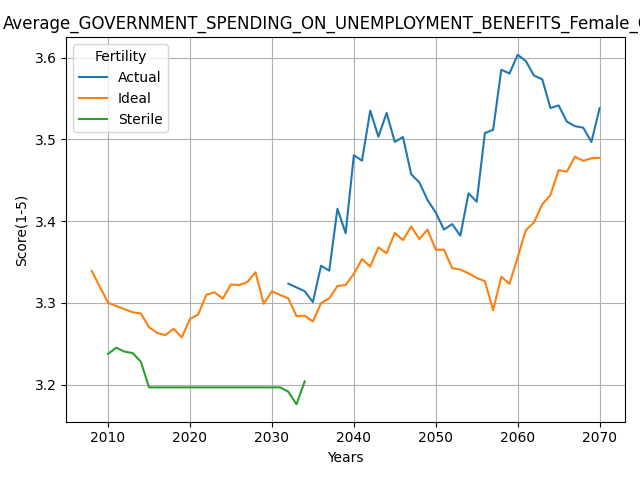 Average_GOVERNMENT_SPENDING_ON_UNEMPLOYMENT_BENEFITS_Female_
Fertility
Actual
Ideal
Sterile
Score(1-5)
3.6
3.5
3.4
3.3
3.2
2010 2020 2030 2040 2050 2060 2070
Years